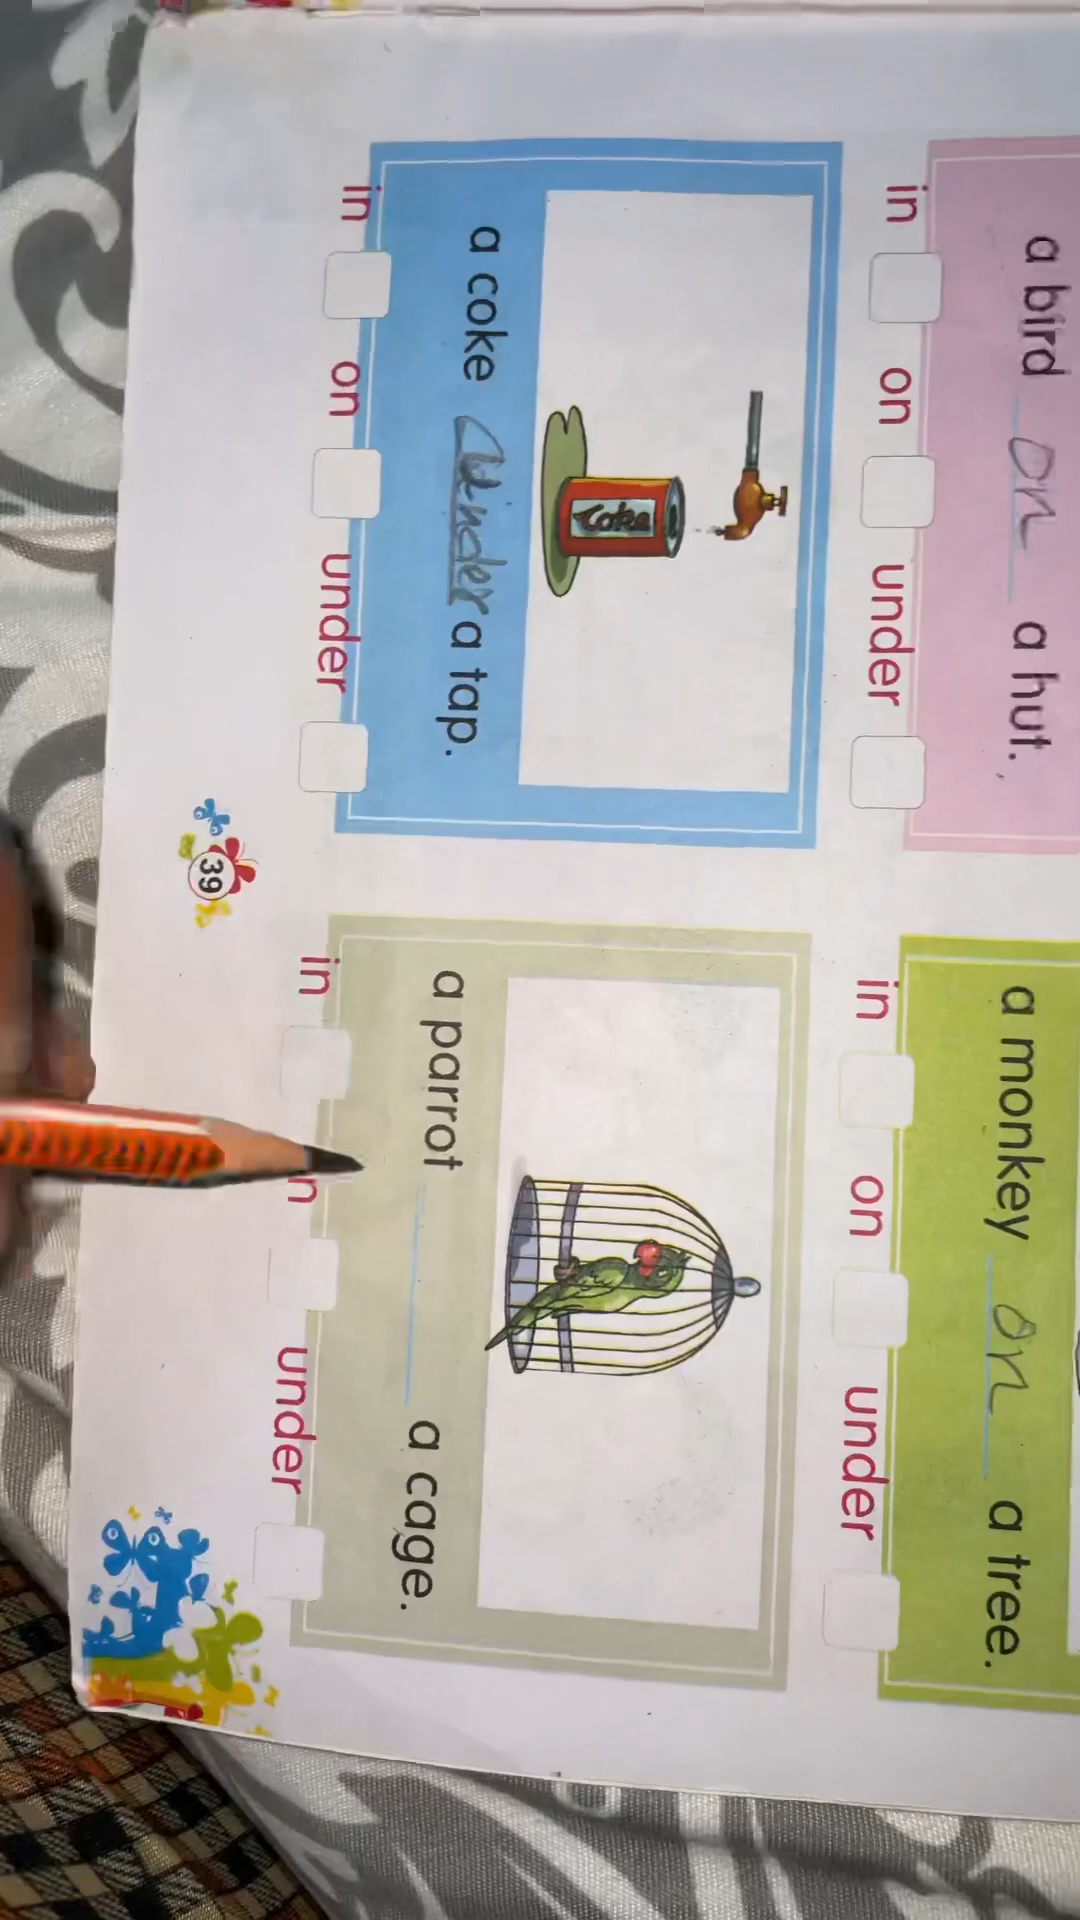 a bird on a hut.
in on under
a monkey on a tree.
in on under
Coke
a coke under a tap.
in on under
a parrot a cage.
in n under
39